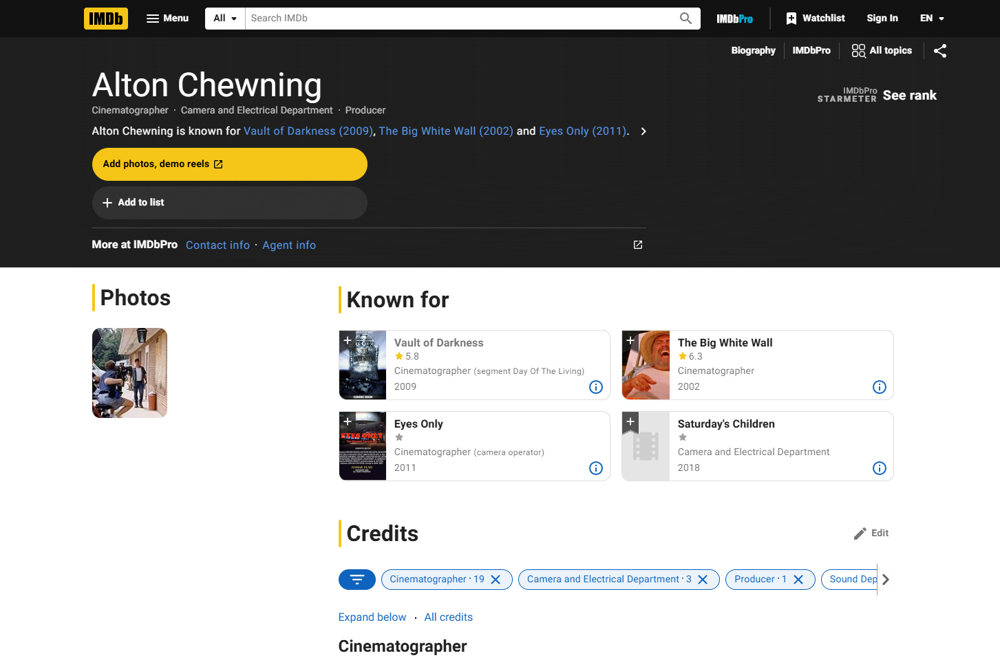 IMDb Menu All Search IMDb IMDbPro Watchlist Sign In EN
Biography IMDbPro All topics
Alton Chewning
IMDbPro
STARMETER See rank
Cinematographer · Camera and Electrical Department · Producer
Alton Chewning is known for Vault of Darkness (2009), The Big White Wall (2002) and Eyes Only (2011).
Add photos, demo reels
Add to list
More at IMDbPro Contact info · Agent info
Photos
Known for
Vault of Darkness
5.8
Cinematographer (segment Day Of The Living)
2009
COMING SOON
The Big White Wall
6.3
Cinematographer
2002
EYES ONLY
Eyes Only
Cinematographer (camera operator)
2011
Saturday's Children
Camera and Electrical Department
2018
Credits
Edit
Cinematographer · 19 Camera and Electrical Department · 3 Producer · 1 Sound Dep
Expand below · All credits
Cinematographer